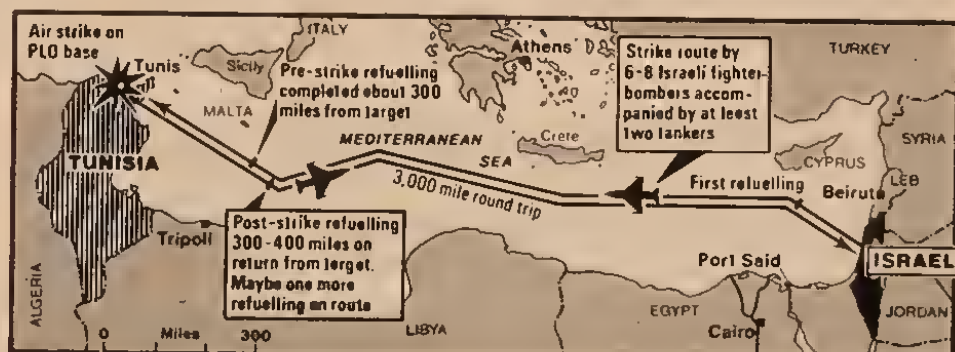 Air strike on
PLO base
Tunis
Sicily
ITALY
Pre-strike refuelling
completed about 300
miles from target
MALTA
Athens
Strike route by
6-8 Israeli fighter-
bombers accom-
panied by at least
two tankers
TURKEY
SYRIA
TUNISIA
MEDITERRANEAN
SEA
Crete
CYPRUS
LEB
3,000 mile round trip
First refuelling
Beirut
Tripoli
Post-strike refuelling
300-400 miles on
return from target.
Maybe one more
refuelling en route
Port Said
ISRAEL
ALGERIA
0 Miles 300
LIBYA
EGYPT
Cairo
JORDAN